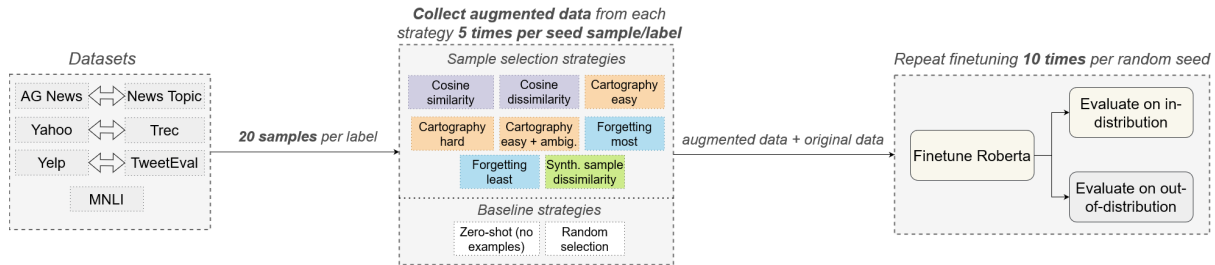 Datasets
AG News
News Topic
Yahoo
Trec
Yelp
TweetEval
MNLI
20 samples per label
Collect augmented data from each
strategy 5 times per seed sample/label
Sample selection strategies
Cosine
similarity
Cosine
dissimilarity
Cartography
easy
Cartography
hard
Cartography
easy + ambig.
Forgetting
most
Forgetting
least
Synth. sample
dissimilarity
Baseline strategies
Zero-shot (no
examples)
Random
selection
augmented data + original data
Repeat finetuning 10 times per random seed
Finetune Roberta
Evaluate on in-
distribution
Evaluate on out-
of-distribution